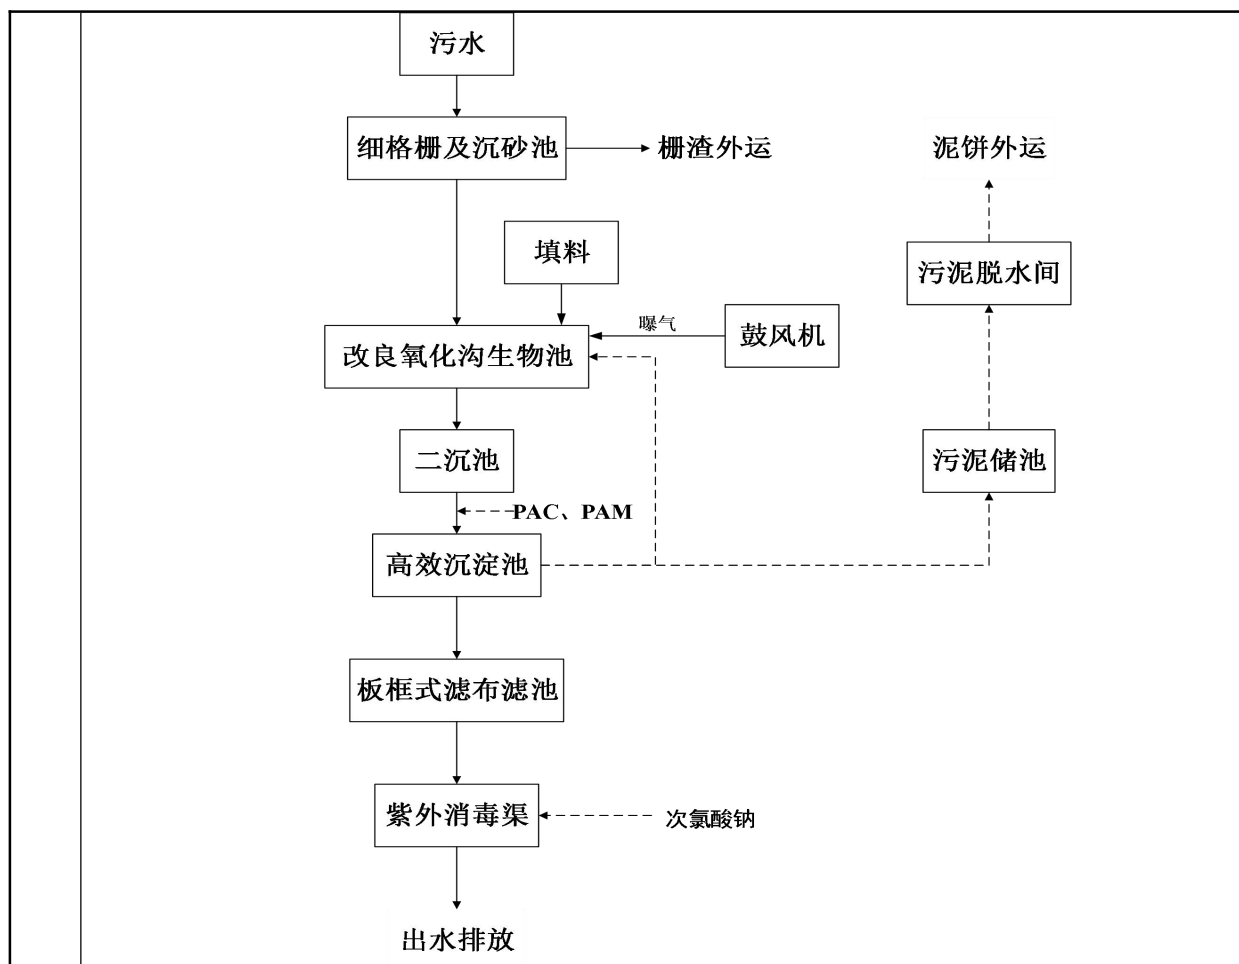 污水
细格栅及沉砂池
栅渣外运
泥饼外运
填料
污泥脱水间
曝气
鼓风机
改良氧化沟生物池
二沉池
污泥储池
PAC、PAM
高效沉淀池
板框式滤布滤池
紫外消毒渠
次氯酸钠
出水排放